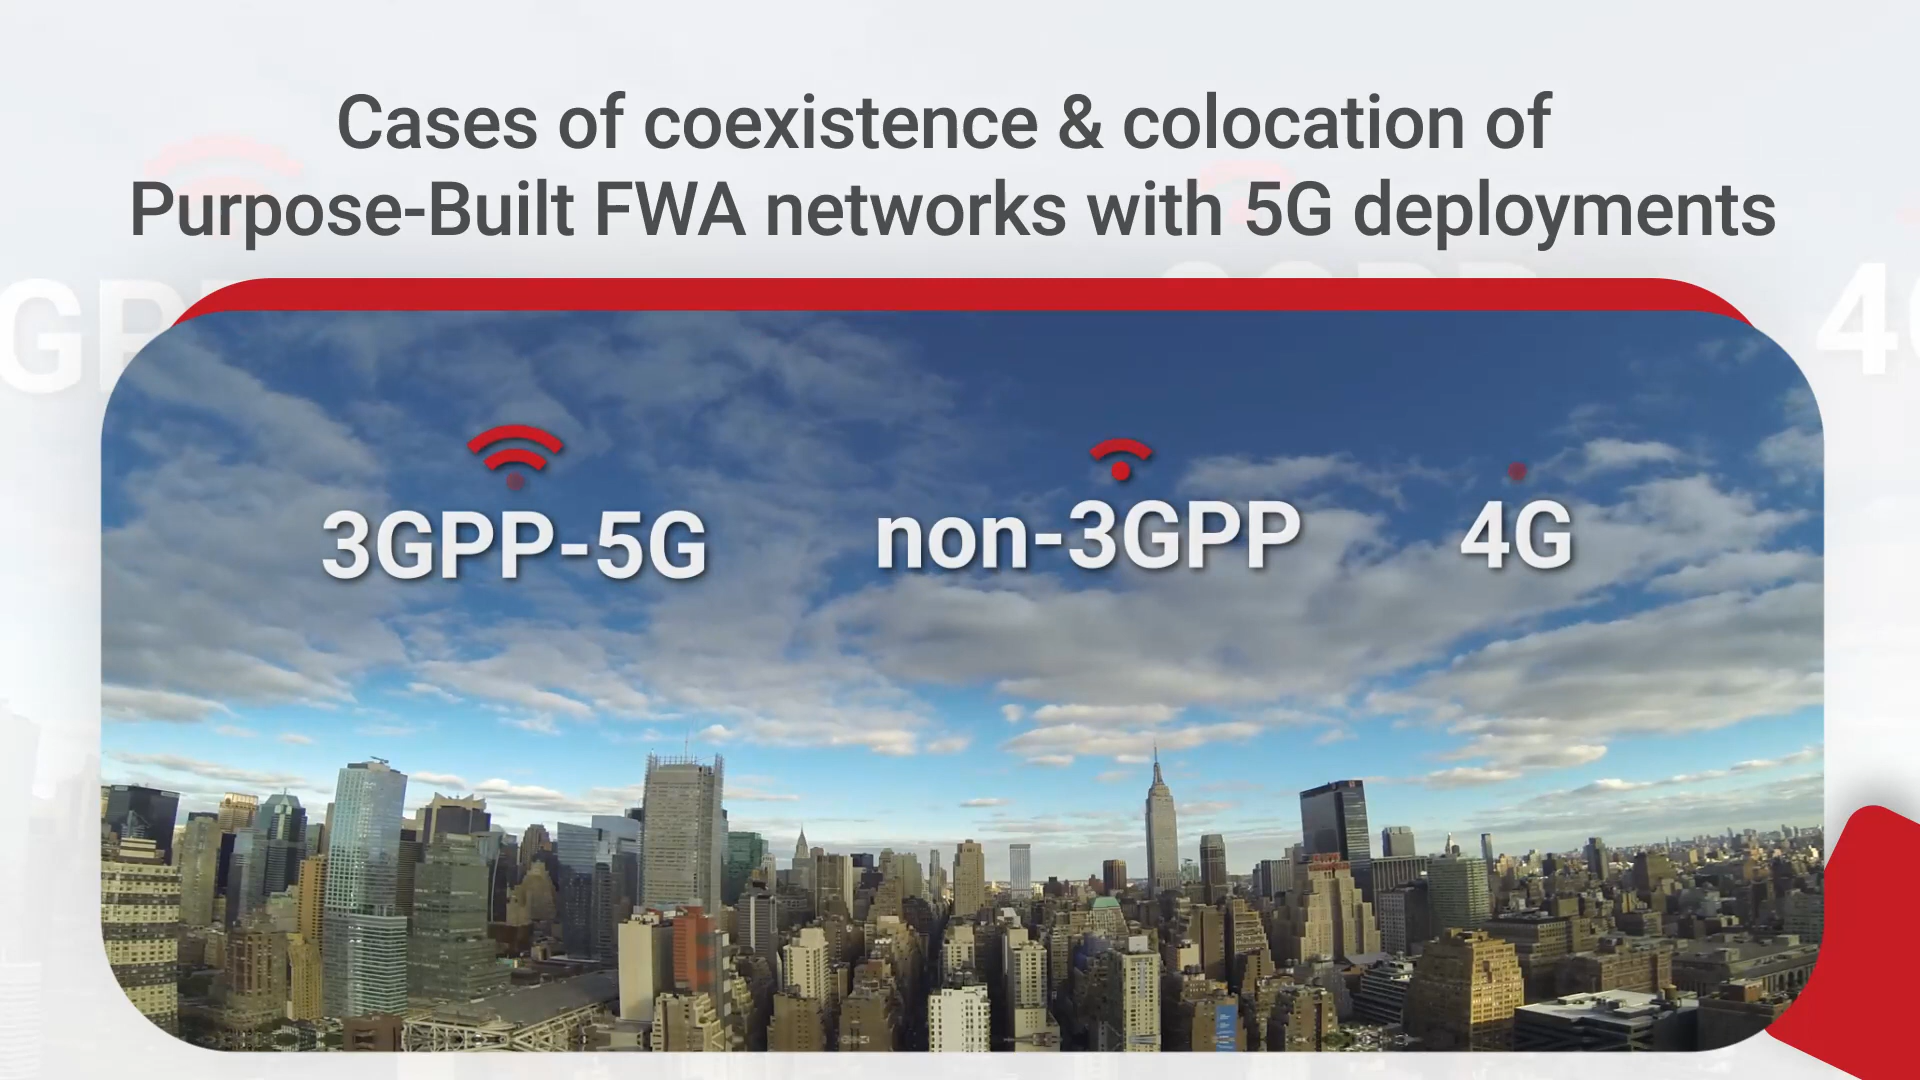 Cases of coexistence & colocation of
Purpose-Built FWA networks with 5G deployments
3GPP-5G
non-3GPP
4G